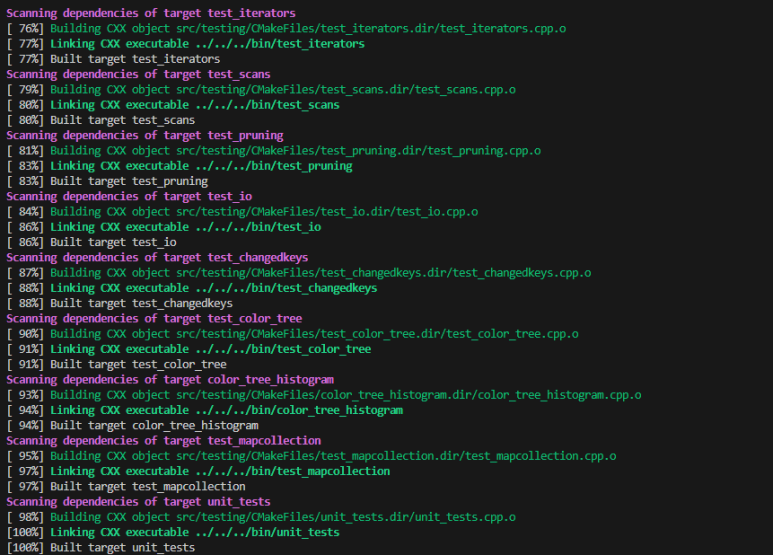 Scanning dependencies of target test_iterators
[ 76%] Building CXX object src/testing/CMakeFiles/test_iterators.dir/test_iterators.cpp.o
[ 77%] Linking CXX executable ../../../bin/test_iterators
[ 77%] Built target test_iterators
Scanning dependencies of target test_scans
[ 79%] Building CXX object src/testing/CMakeFiles/test_scans.dir/test_scans.cpp.o
[ 80%] Linking CXX executable ../../../bin/test_scans
[ 80%] Built target test_scans
Scanning dependencies of target test_pruning
[ 81%] Building CXX object src/testing/CMakeFiles/test_pruning.dir/test_pruning.cpp.o
[ 83%] Linking CXX executable ../../../bin/test_pruning
[ 83%] Built target test_pruning
Scanning dependencies of target test_io
[ 84%] Building CXX object src/testing/CMakeFiles/test_io.dir/test_io.cpp.o
[ 86%] Linking CXX executable ../../../bin/test_io
[ 86%] Built target test_io
Scanning dependencies of target test_changedkeys
[ 87%] Building CXX object src/testing/CMakeFiles/test_changedkeys.dir/test_changedkeys.cpp.o
[ 88%] Linking CXX executable ../../../bin/test_changedkeys
[ 88%] Built target test_changedkeys
Scanning dependencies of target test_color_tree
[ 90%] Building CXX object src/testing/CMakeFiles/test_color_tree.dir/test_color_tree.cpp.o
[ 91%] Linking CXX executable ../../../bin/test_color_tree
[ 91%] Built target test_color_tree
Scanning dependencies of target color_tree_histogram
[ 93%] Building CXX object src/testing/CMakeFiles/color_tree_histogram.dir/color_tree_histogram.cpp.o
[ 94%] Linking CXX executable ../../../bin/color_tree_histogram
[ 94%] Built target color_tree_histogram
Scanning dependencies of target test_mapcollection
[ 95%] Building CXX object src/testing/CMakeFiles/test_mapcollection.dir/test_mapcollection.cpp.o
[ 97%] Linking CXX executable ../../../bin/test_mapcollection
[ 97%] Built target test_mapcollection
Scanning dependencies of target unit_tests
[ 98%] Building CXX object src/testing/CMakeFiles/unit_tests.dir/unit_tests.cpp.o
[100%] Linking CXX executable ../../../bin/unit_tests
[100%] Built target unit_tests